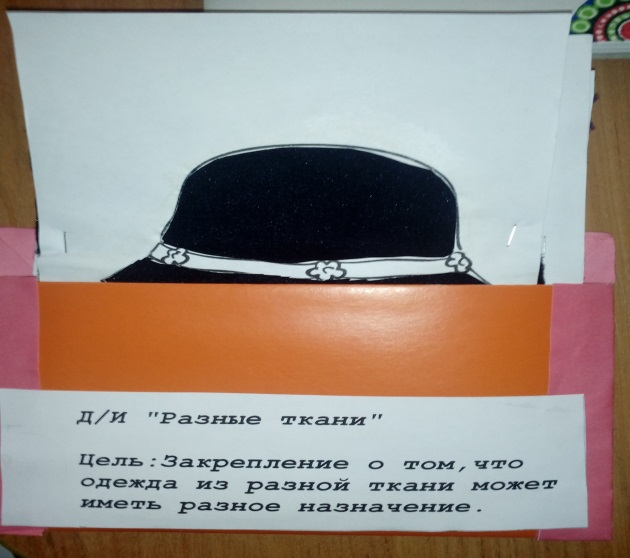 Д/И "Разные ткани"
Цель:Закрепление о том,что
одежда из разной ткани может
иметь разное назначение.